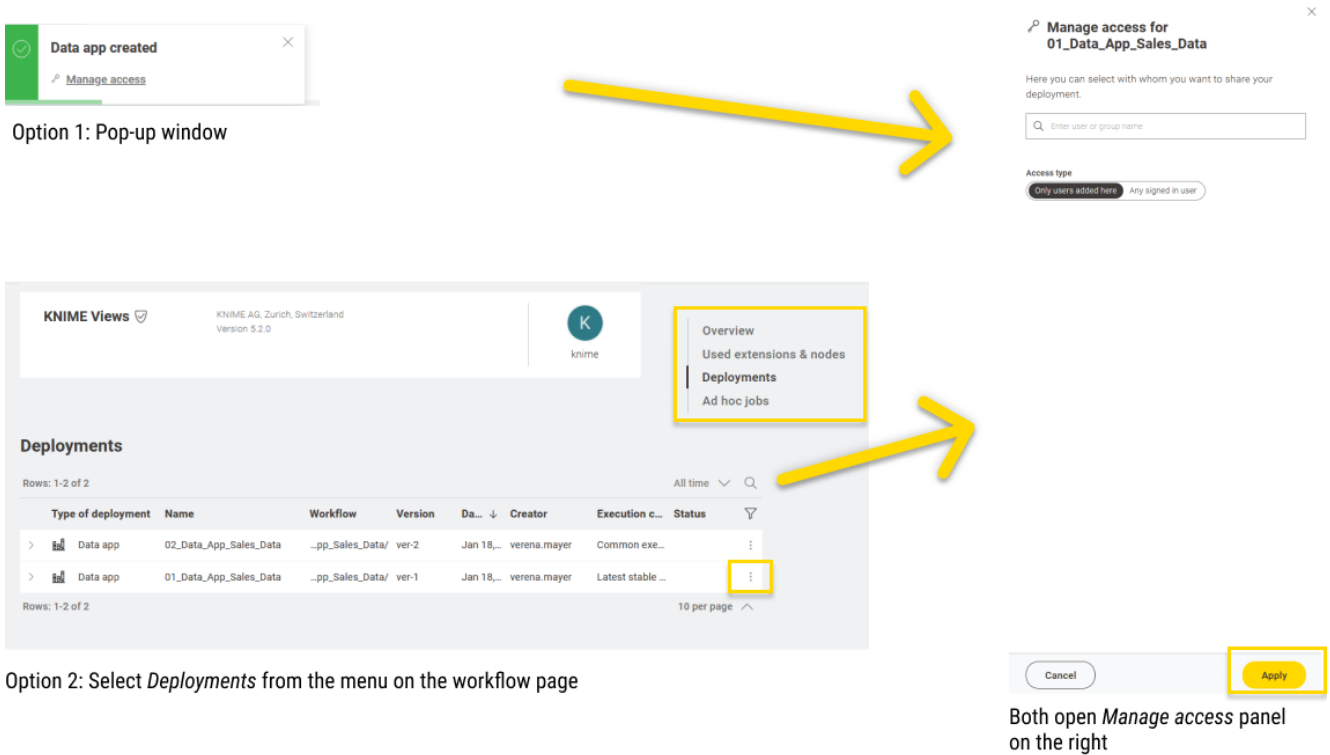 Data app created
Manage access
Option 1: Pop-up window
Manage access for
01_Data_App_Sales_Data
Here you can select with whom you want to share your
deployment.
Enter user or group name
Access type
Only users added here Any signed in user
KNIME Views KNIME AG, Zurich, Switzerland
Version 5.2.0
K
knime
Overview
Used extensions & nodes
Deployments
Ad hoc jobs
Deployments
Rows: 1-2 of 2 All time
Type of deployment Name Workflow Version Da... Creator Execution c... Status
Data app 02_Data_App_Sales_Data ...pp_Sales_Data/ ver-2 Jan 18,... verena.mayer Common exe...
Data app 01_Data_App_Sales_Data ...pp_Sales_Data/ ver-1 Jan 18,... verena.mayer Latest stable ...
Rows: 1-2 of 2 10 per page
Option 2: Select Deployments from the menu on the workflow page
Cancel Apply
Both open Manage access panel
on the right